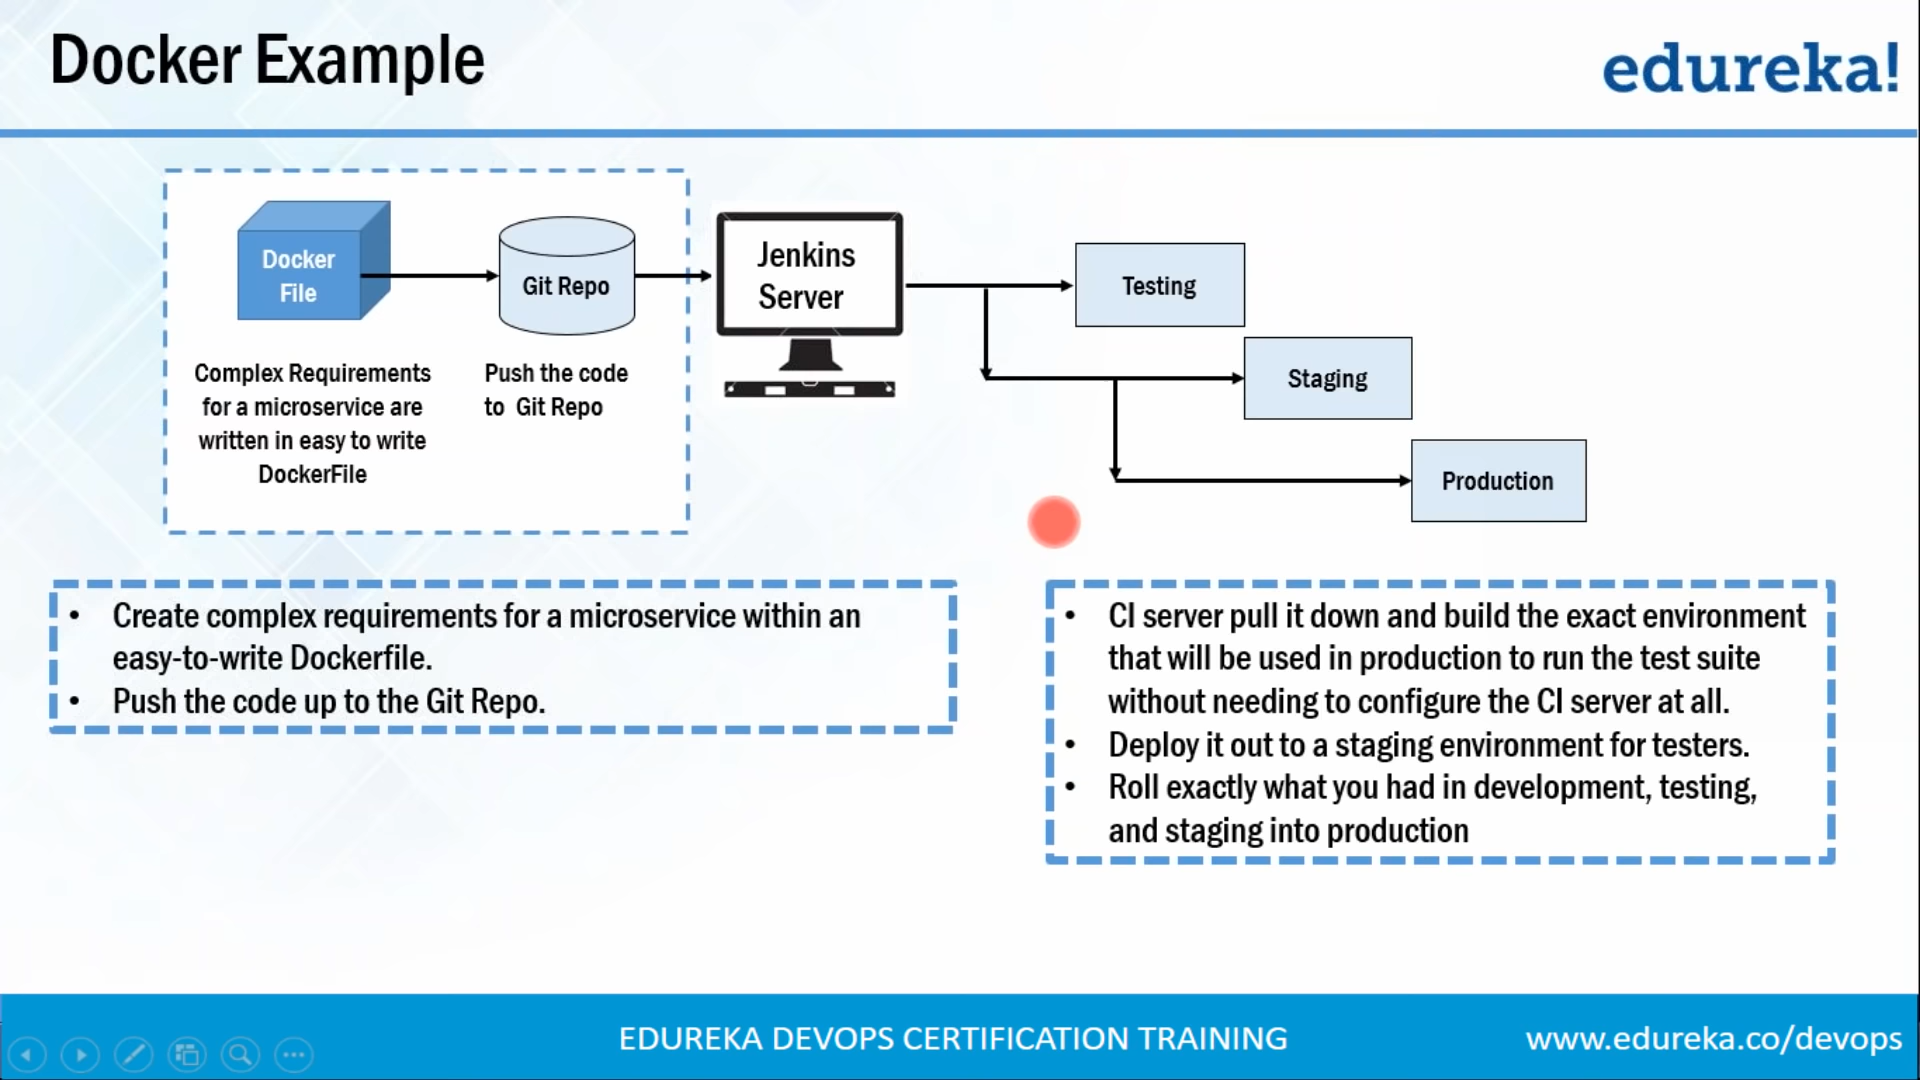 Docker Example
edureka!
Docker
File
Git Repo
Jenkins
Server
Testing
Staging
Production
Complex Requirements
for a microservice are
written in easy to write
DockerFile
Push the code
to Git Repo
• Create complex requirements for a microservice within an
easy-to-write Dockerfile.
• Push the code up to the Git Repo.
• CI server pull it down and build the exact environment
that will be used in production to run the test suite
without needing to configure the CI server at all.
• Deploy it out to a staging environment for testers.
• Roll exactly what you had in development, testing,
and staging into production
EDUREKA DEVOPS CERTIFICATION TRAINING
www.edureka.co/devops